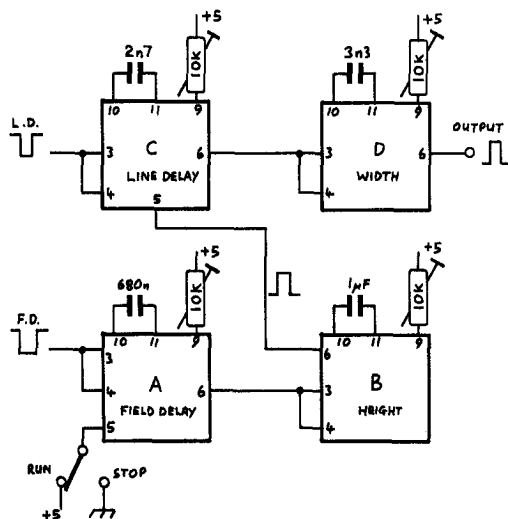 +5
+5
2n7
10K
3n3
10K
10 11 9
10 11 9
L.D.
C
D
OUTPUT
3 6
3 6
LINE DELAY
WIDTH
4
4
5
+5
+5
680n
10K
1µF
10K
F.D.
10 11 9
10 11 9
3
6
A
B
4 6
3
FIELD DELAY
HEIGHT
4
5
RUN
STOP
+5